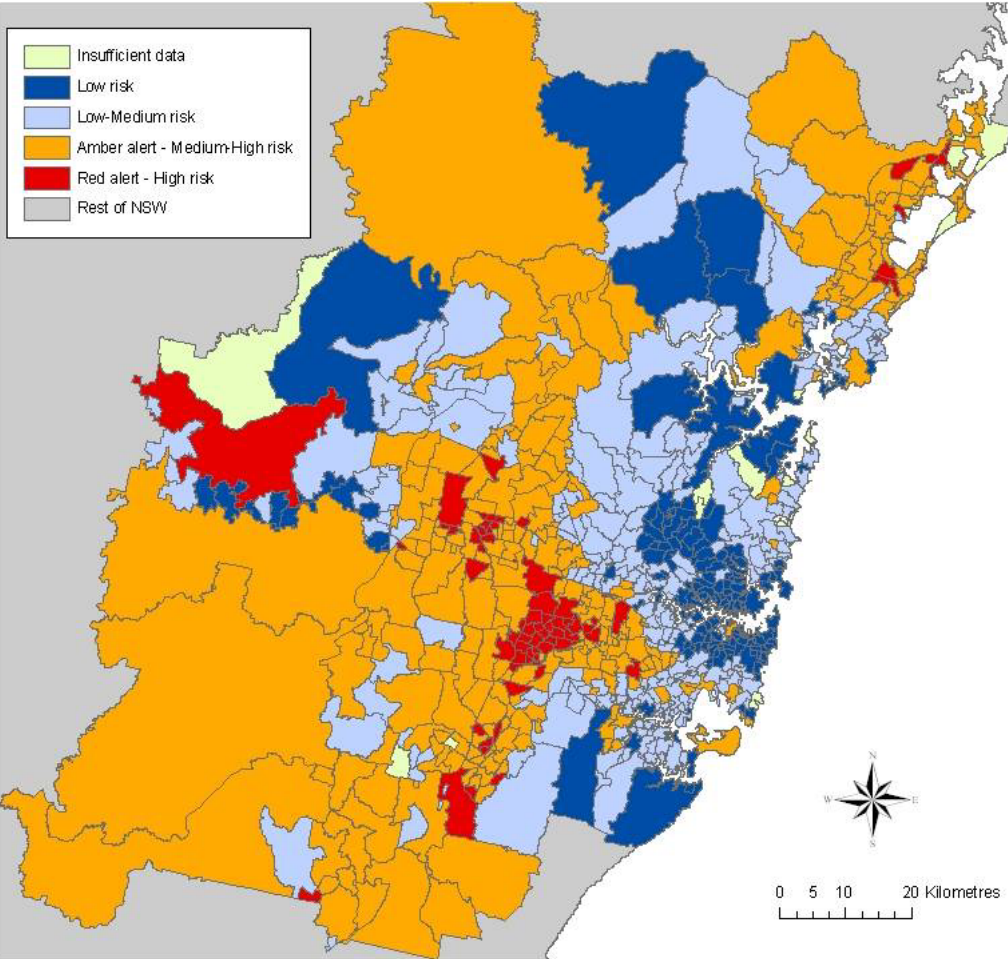 Insufficient data
Low risk
Low-Medium risk
Amber alert - Medium-High risk
Red alert - High risk
Rest of NSW
N
W E
S
0 5 10 20 Kilometres